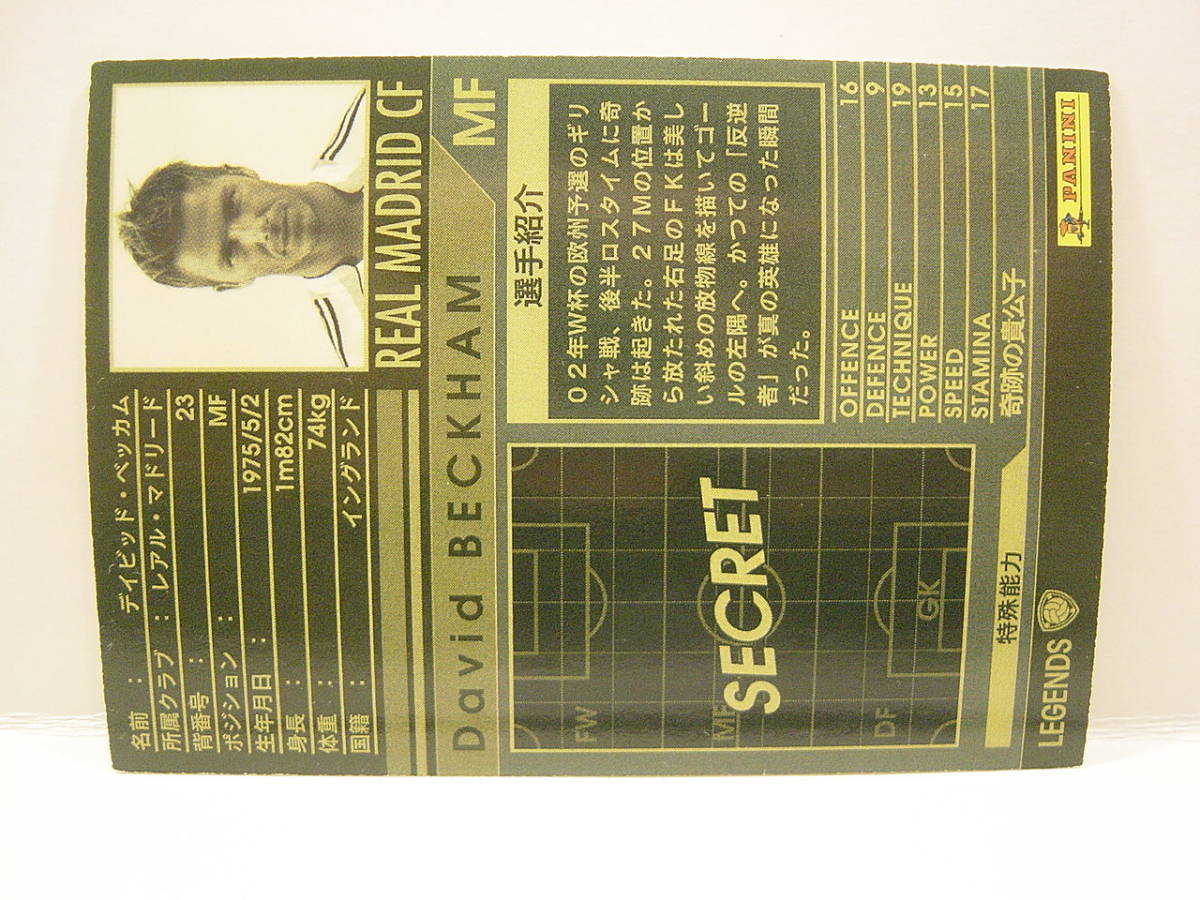 名前 : デイビッド・ベッカム
所属クラブ : レアル・マドリード
背番号 : 23
ポジション : MF
生年月日 : 1975/5/2
身長 : 1m82cm
体重 : 74kg
国籍 : イングランド
REAL MADRID CF
David BECKHAM MF
FW
MF
DF
GK
SECRET
選手紹介
02年W杯の欧州予選のギリ
シャ戦、後半ロスタイムに奇
跡は起きた。27Mの位置か
ら放たれた右足のFKは美し
い斜めの放物線を描いてゴー
ルの左隅へ。かつての「反逆
者」が真の英雄になった瞬間
だった。
OFFENCE 16
DEFENCE 9
TECHNIQUE 19
POWER 13
SPEED 15
STAMINA 17
特殊能力 奇跡の貴公子
LEGENDS
PANINI